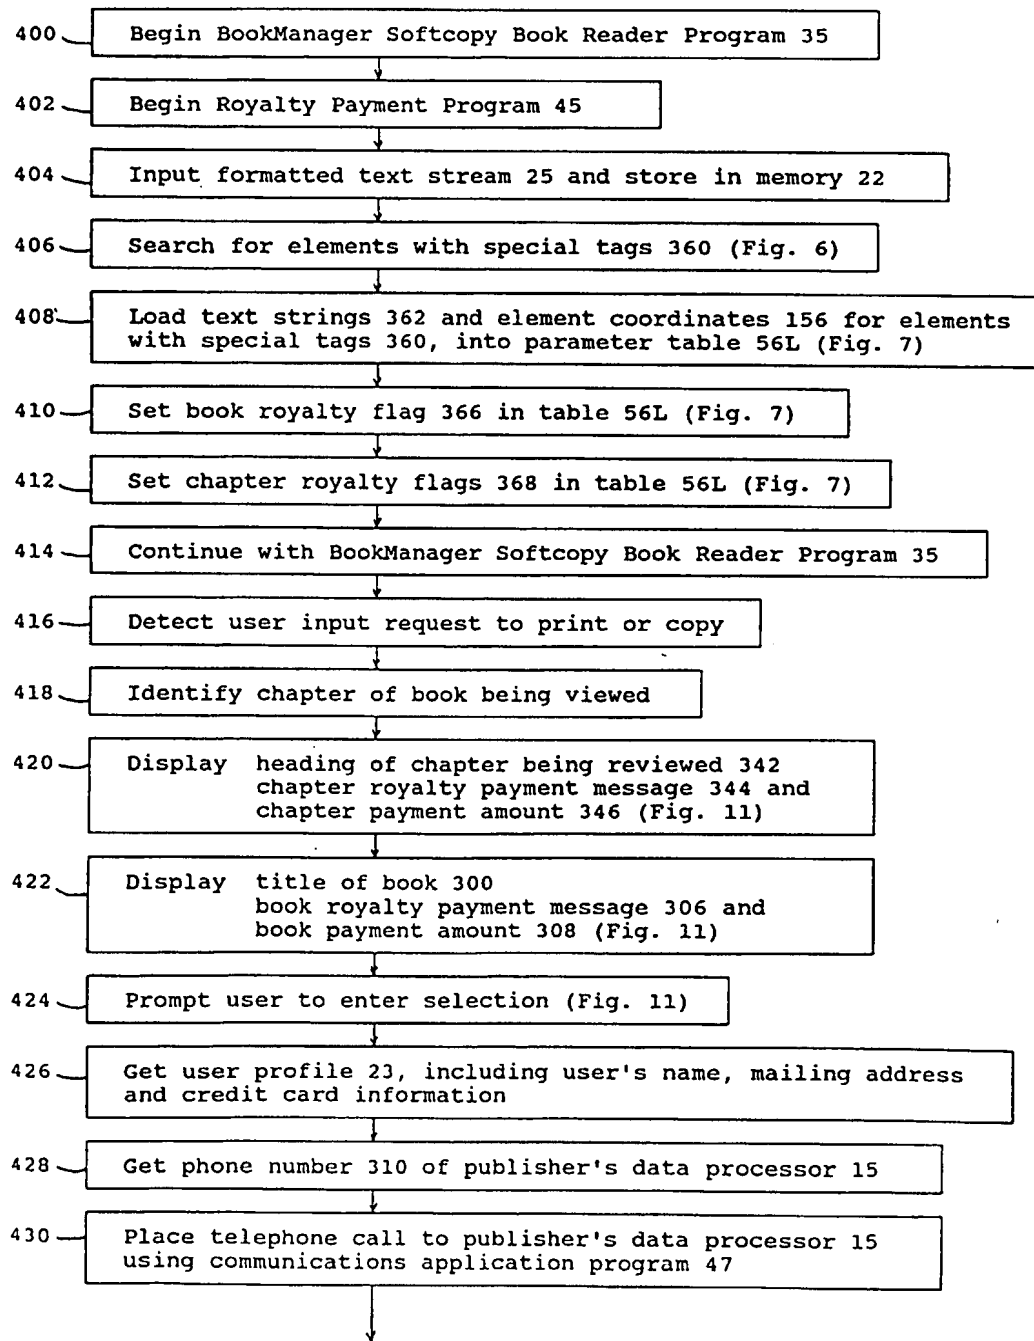 400 Begin BookManager Softcopy Book Reader Program 35
402 Begin Royalty Payment Program 45
404 Input formatted text stream 25 and store in memory 22
406 Search for elements with special tags 360 (Fig. 6)
408 Load text strings 362 and element coordinates 156 for elements
with special tags 360, into parameter table 56L (Fig. 7)
410 Set book royalty flag 366 in table 56L (Fig. 7)
412 Set chapter royalty flags 368 in table 56L (Fig. 7)
414 Continue with BookManager Softcopy Book Reader Program 35
416 Detect user input request to print or copy
418 Identify chapter of book being viewed
420 Display heading of chapter being reviewed 342
chapter royalty payment message 344 and
chapter payment amount 346 (Fig. 11)
422 Display title of book 300
book royalty payment message 306 and
book payment amount 308 (Fig. 11)
424 Prompt user to enter selection (Fig. 11)
426 Get user profile 23, including user's name, mailing address
and credit card information
428 Get phone number 310 of publisher's data processor 15
430 Place telephone call to publisher's data processor 15
using communications application program 47